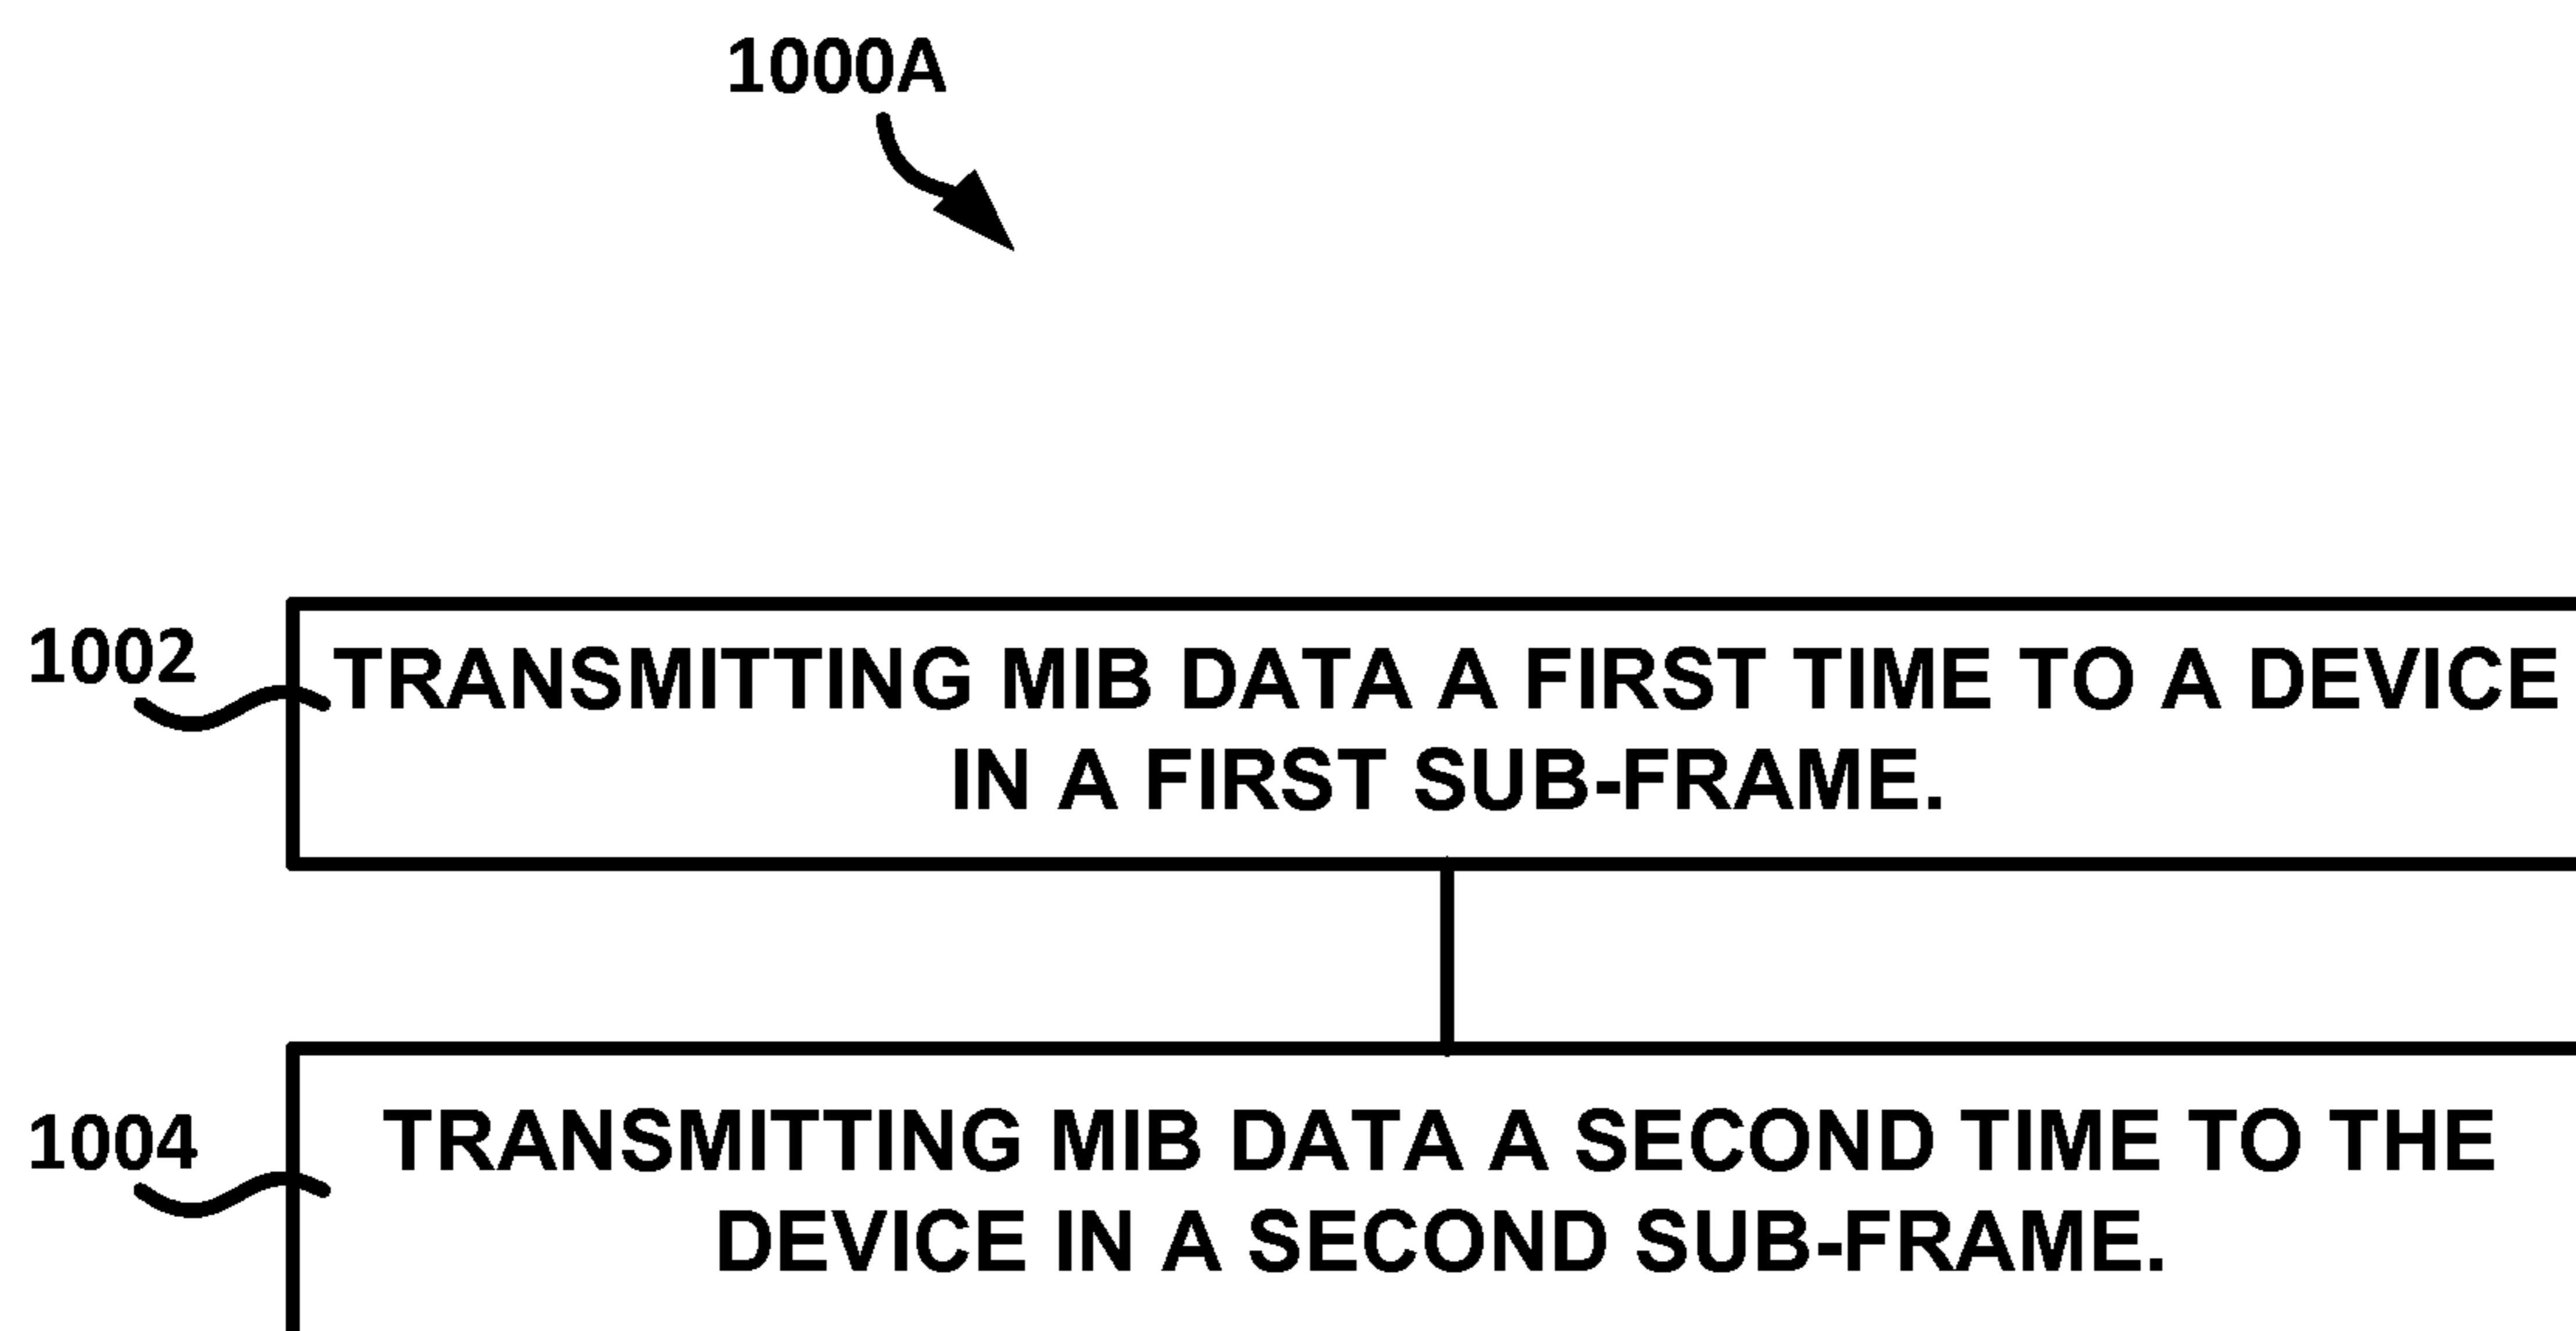 1000A
1002
TRANSMITTING MIB DATA A FIRST TIME TO A DEVICE
IN A FIRST SUB-FRAME.
1004
TRANSMITTING MIB DATA A SECOND TIME TO THE
DEVICE IN A SECOND SUB-FRAME.